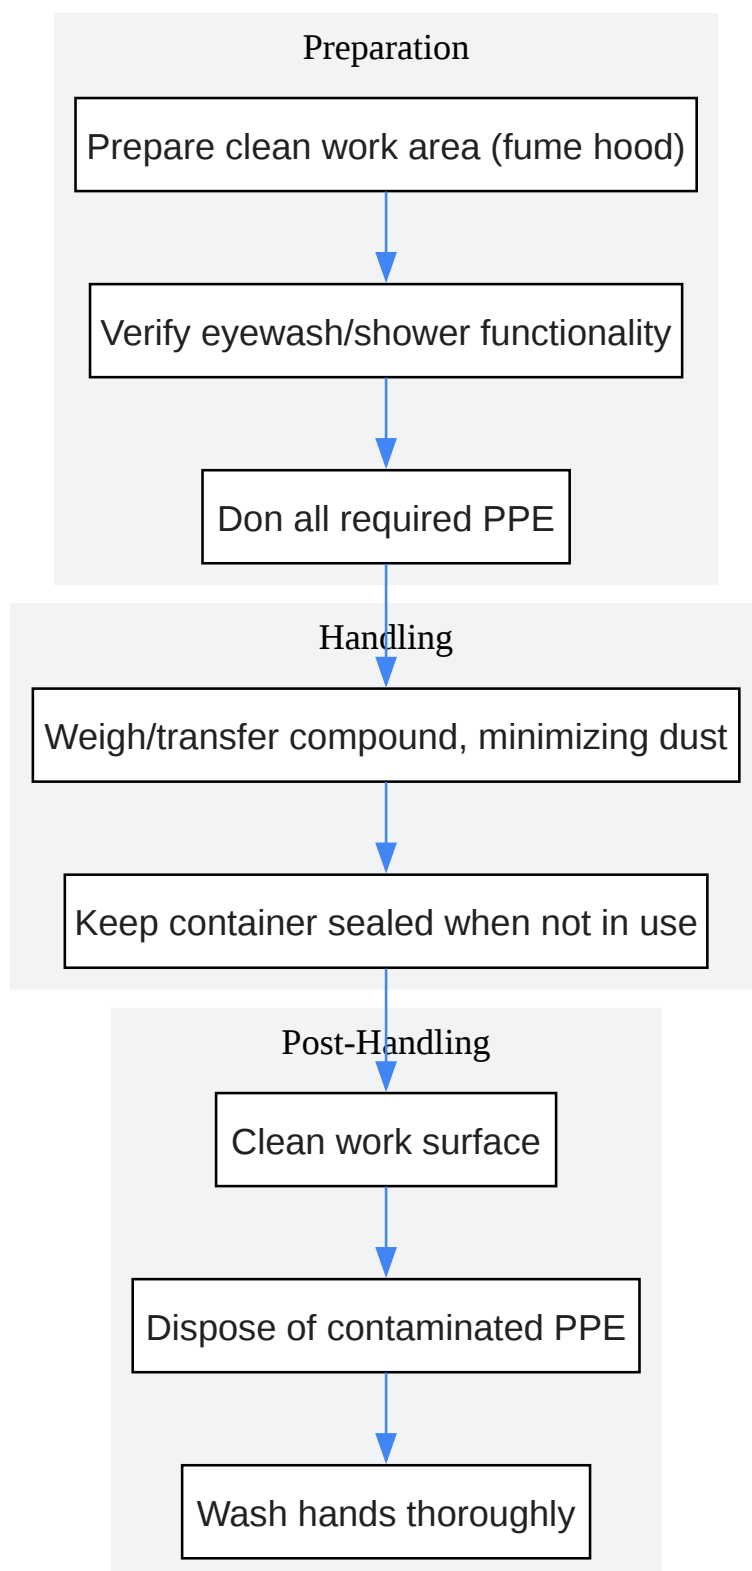 Preparation
Prepare clean work area (fume hood)
Verify eyewash/shower functionality
Don all required PPE
Handling
Weigh/transfer compound, minimizing dust
Keep container sealed when not in use
Post-Handling
Clean work surface
Dispose of contaminated PPE
Wash hands thoroughly